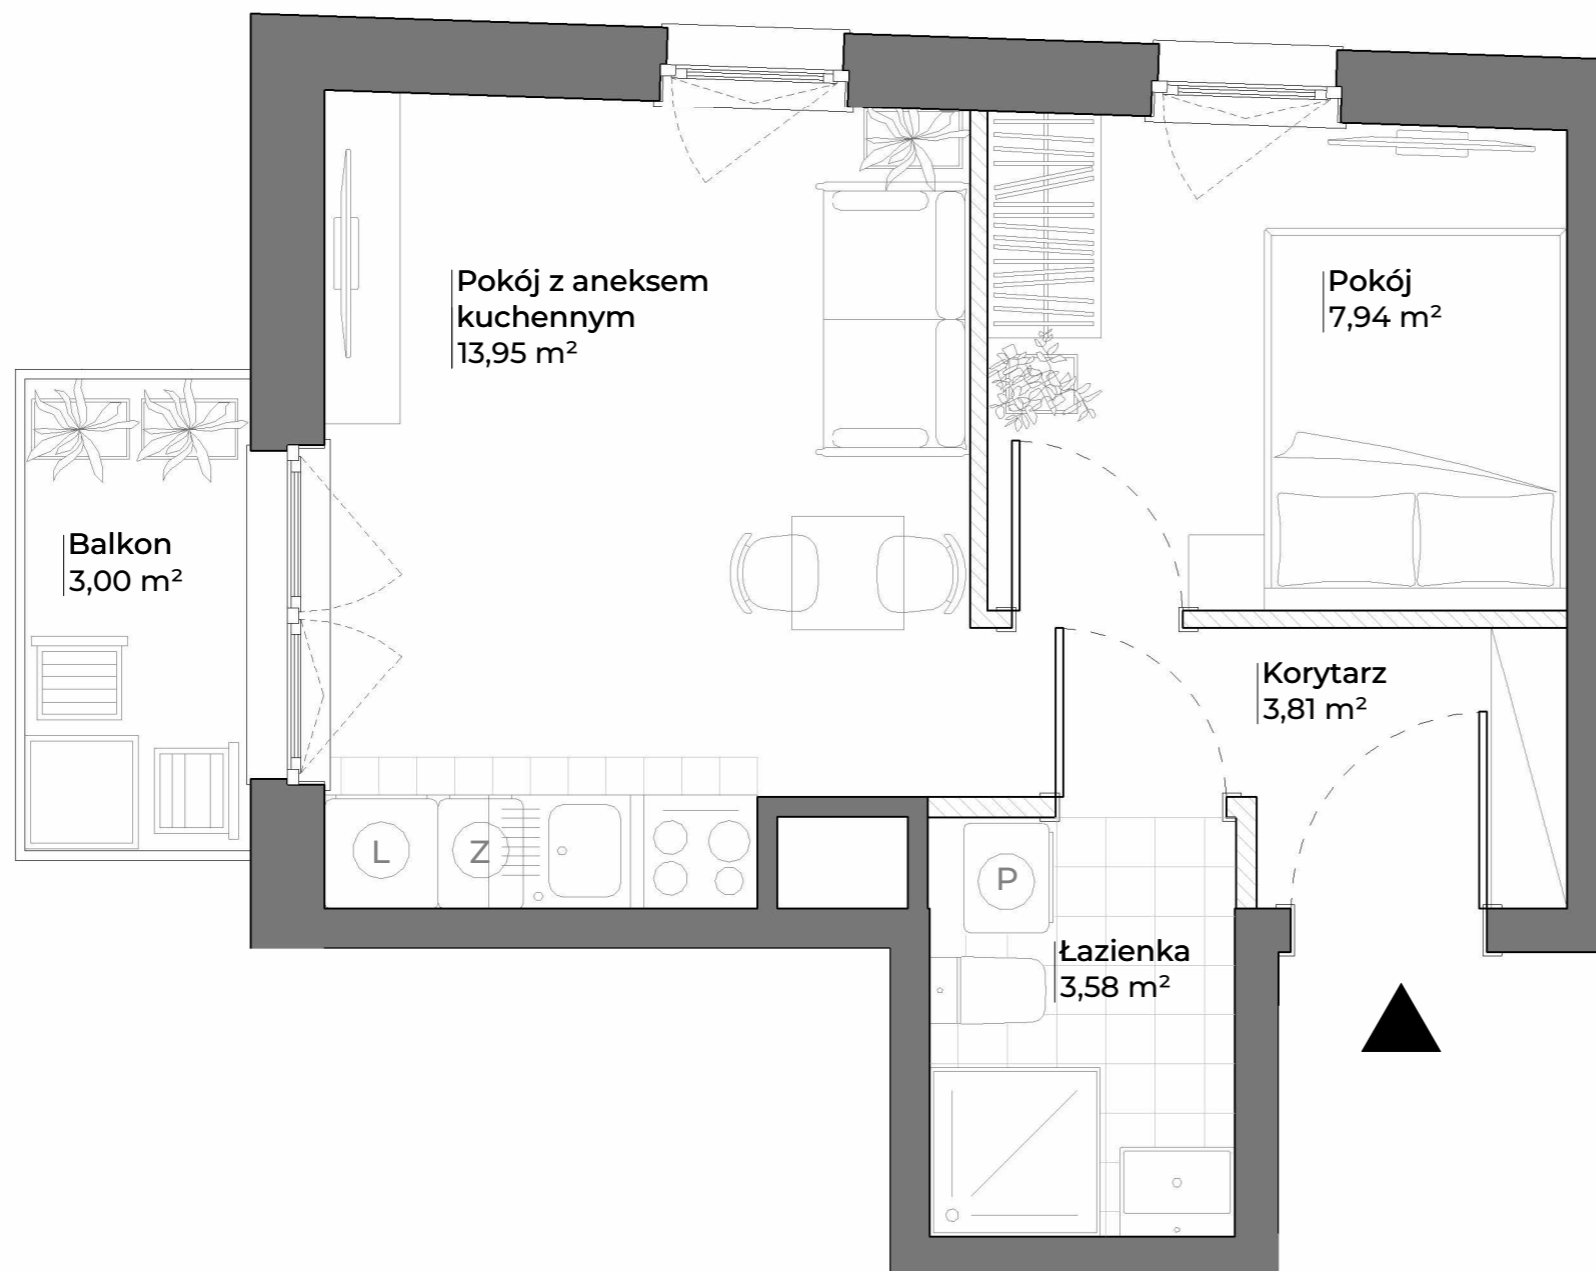 Pokój z aneksem
kuchennym
13,95 m²
Pokój
7,94 m²
Balkon
3,00 m²
Korytarz
3,81 m²
L
Z
P
Łazienka
3,58 m²